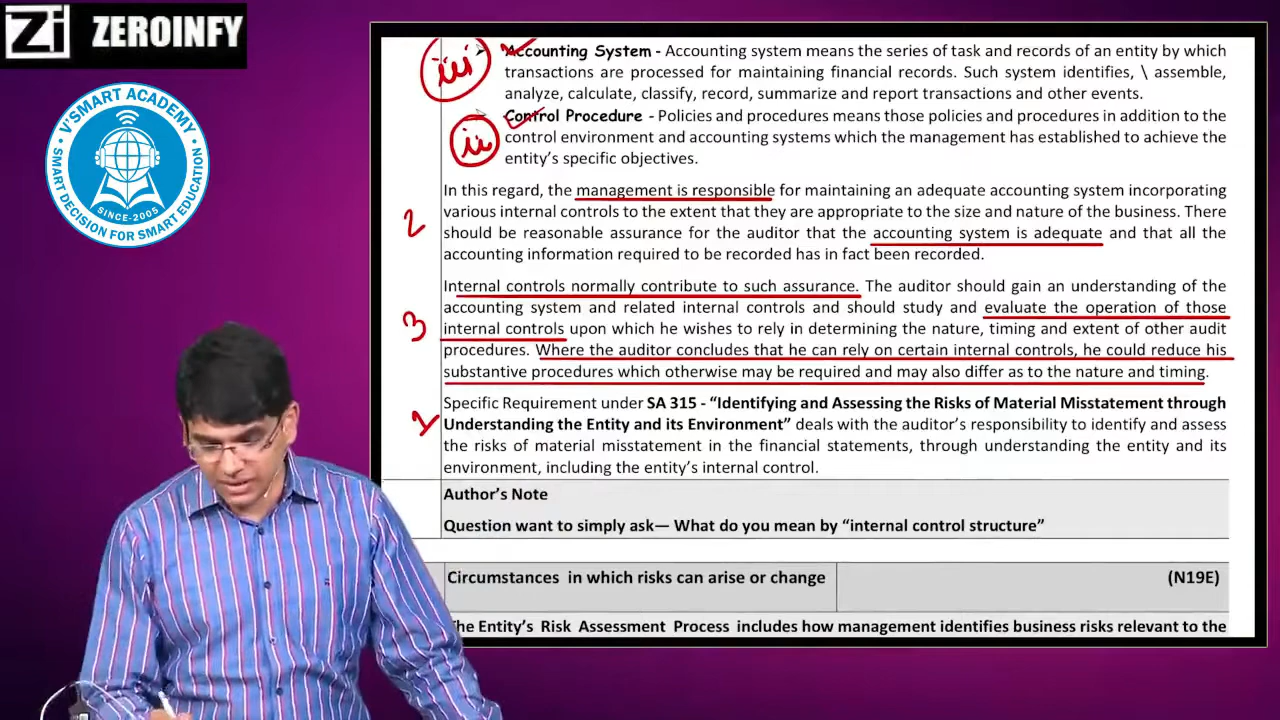 Zi ZEROINFY
V'SMART ACADEMY
SINCE-2005
SMART DECISION FOR SMART EDUCATION
iii
Accounting System - Accounting system means the series of task and records of an entity by which
transactions are processed for maintaining financial records. Such system identifies, \ assemble,
analyze, calculate, classify, record, summarize and report transactions and other events.
ii
Control Procedure - Policies and procedures means those policies and procedures in addition to the
control environment and accounting systems which the management has established to achieve the
entity's specific objectives.
In this regard, the management is responsible for maintaining an adequate accounting system incorporating
2
various internal controls to the extent that they are appropriate to the size and nature of the business. There
should be reasonable assurance for the auditor that the accounting system is adequate and that all the
accounting information required to be recorded has in fact been recorded.
Internal controls normally contribute to such assurance. The auditor should gain an understanding of the
accounting system and related internal controls and should study and evaluate the operation of those
3
internal controls upon which he wishes to rely in determining the nature, timing and extent of other audit
procedures. Where the auditor concludes that he can rely on certain internal controls, he could reduce his
substantive procedures which otherwise may be required and may also differ as to the nature and timing.
Specific Requirement under SA 315 - “Identifying and Assessing the Risks of Material Misstatement through
Understanding the Entity and its Environment” deals with the auditor's responsibility to identify and assess
the risks of material misstatement in the financial statements, through understanding the entity and its
environment, including the entity's internal control.
Author's Note
Question want to simply ask— What do you mean by “internal control structure”
Circumstances in which risks can arise or change (N19E)
The Entity's Risk Assessment Process includes how management identifies business risks relevant to the